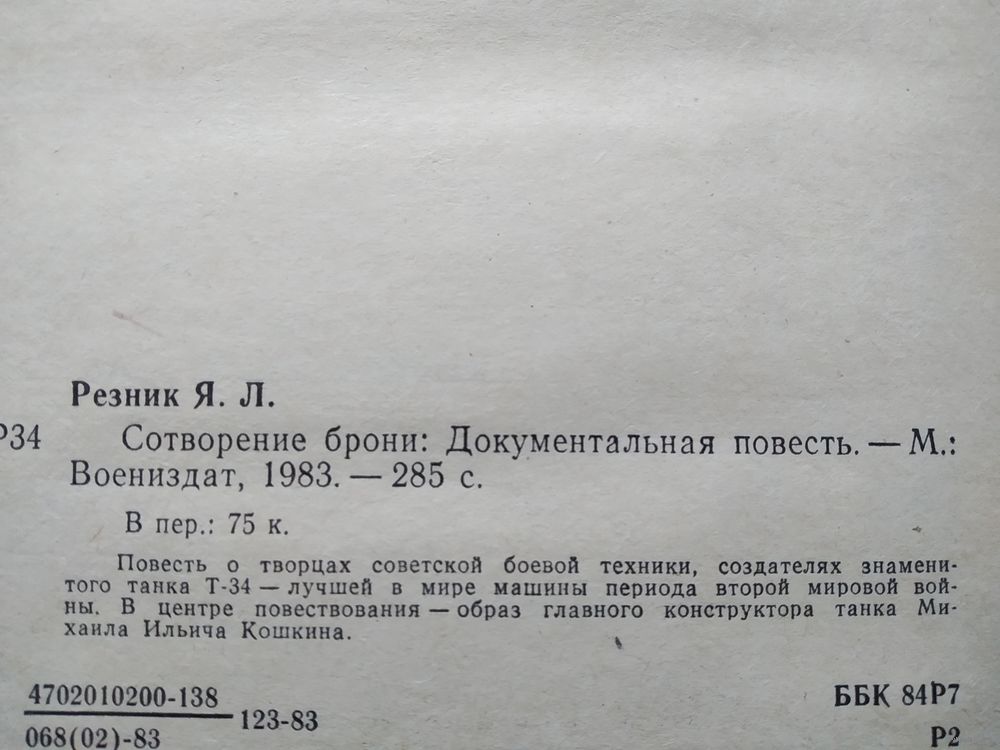 Резник Я. Л.
Р34 Сотворение брони: Документальная повесть. — М.:
Воениздат, 1983. — 285 с.
В пер.: 75 к.
Повесть о творцах советской боевой техники, создателях знамени-
того танка Т-34 — лучшей в мире машины периода второй мировой вой-
ны. В центре повествования — образ главного конструктора танка Ми-
хаила Ильича Кошкина.
4702010200-138
123-83
068(02)-83
ББК 84Р7
Р2